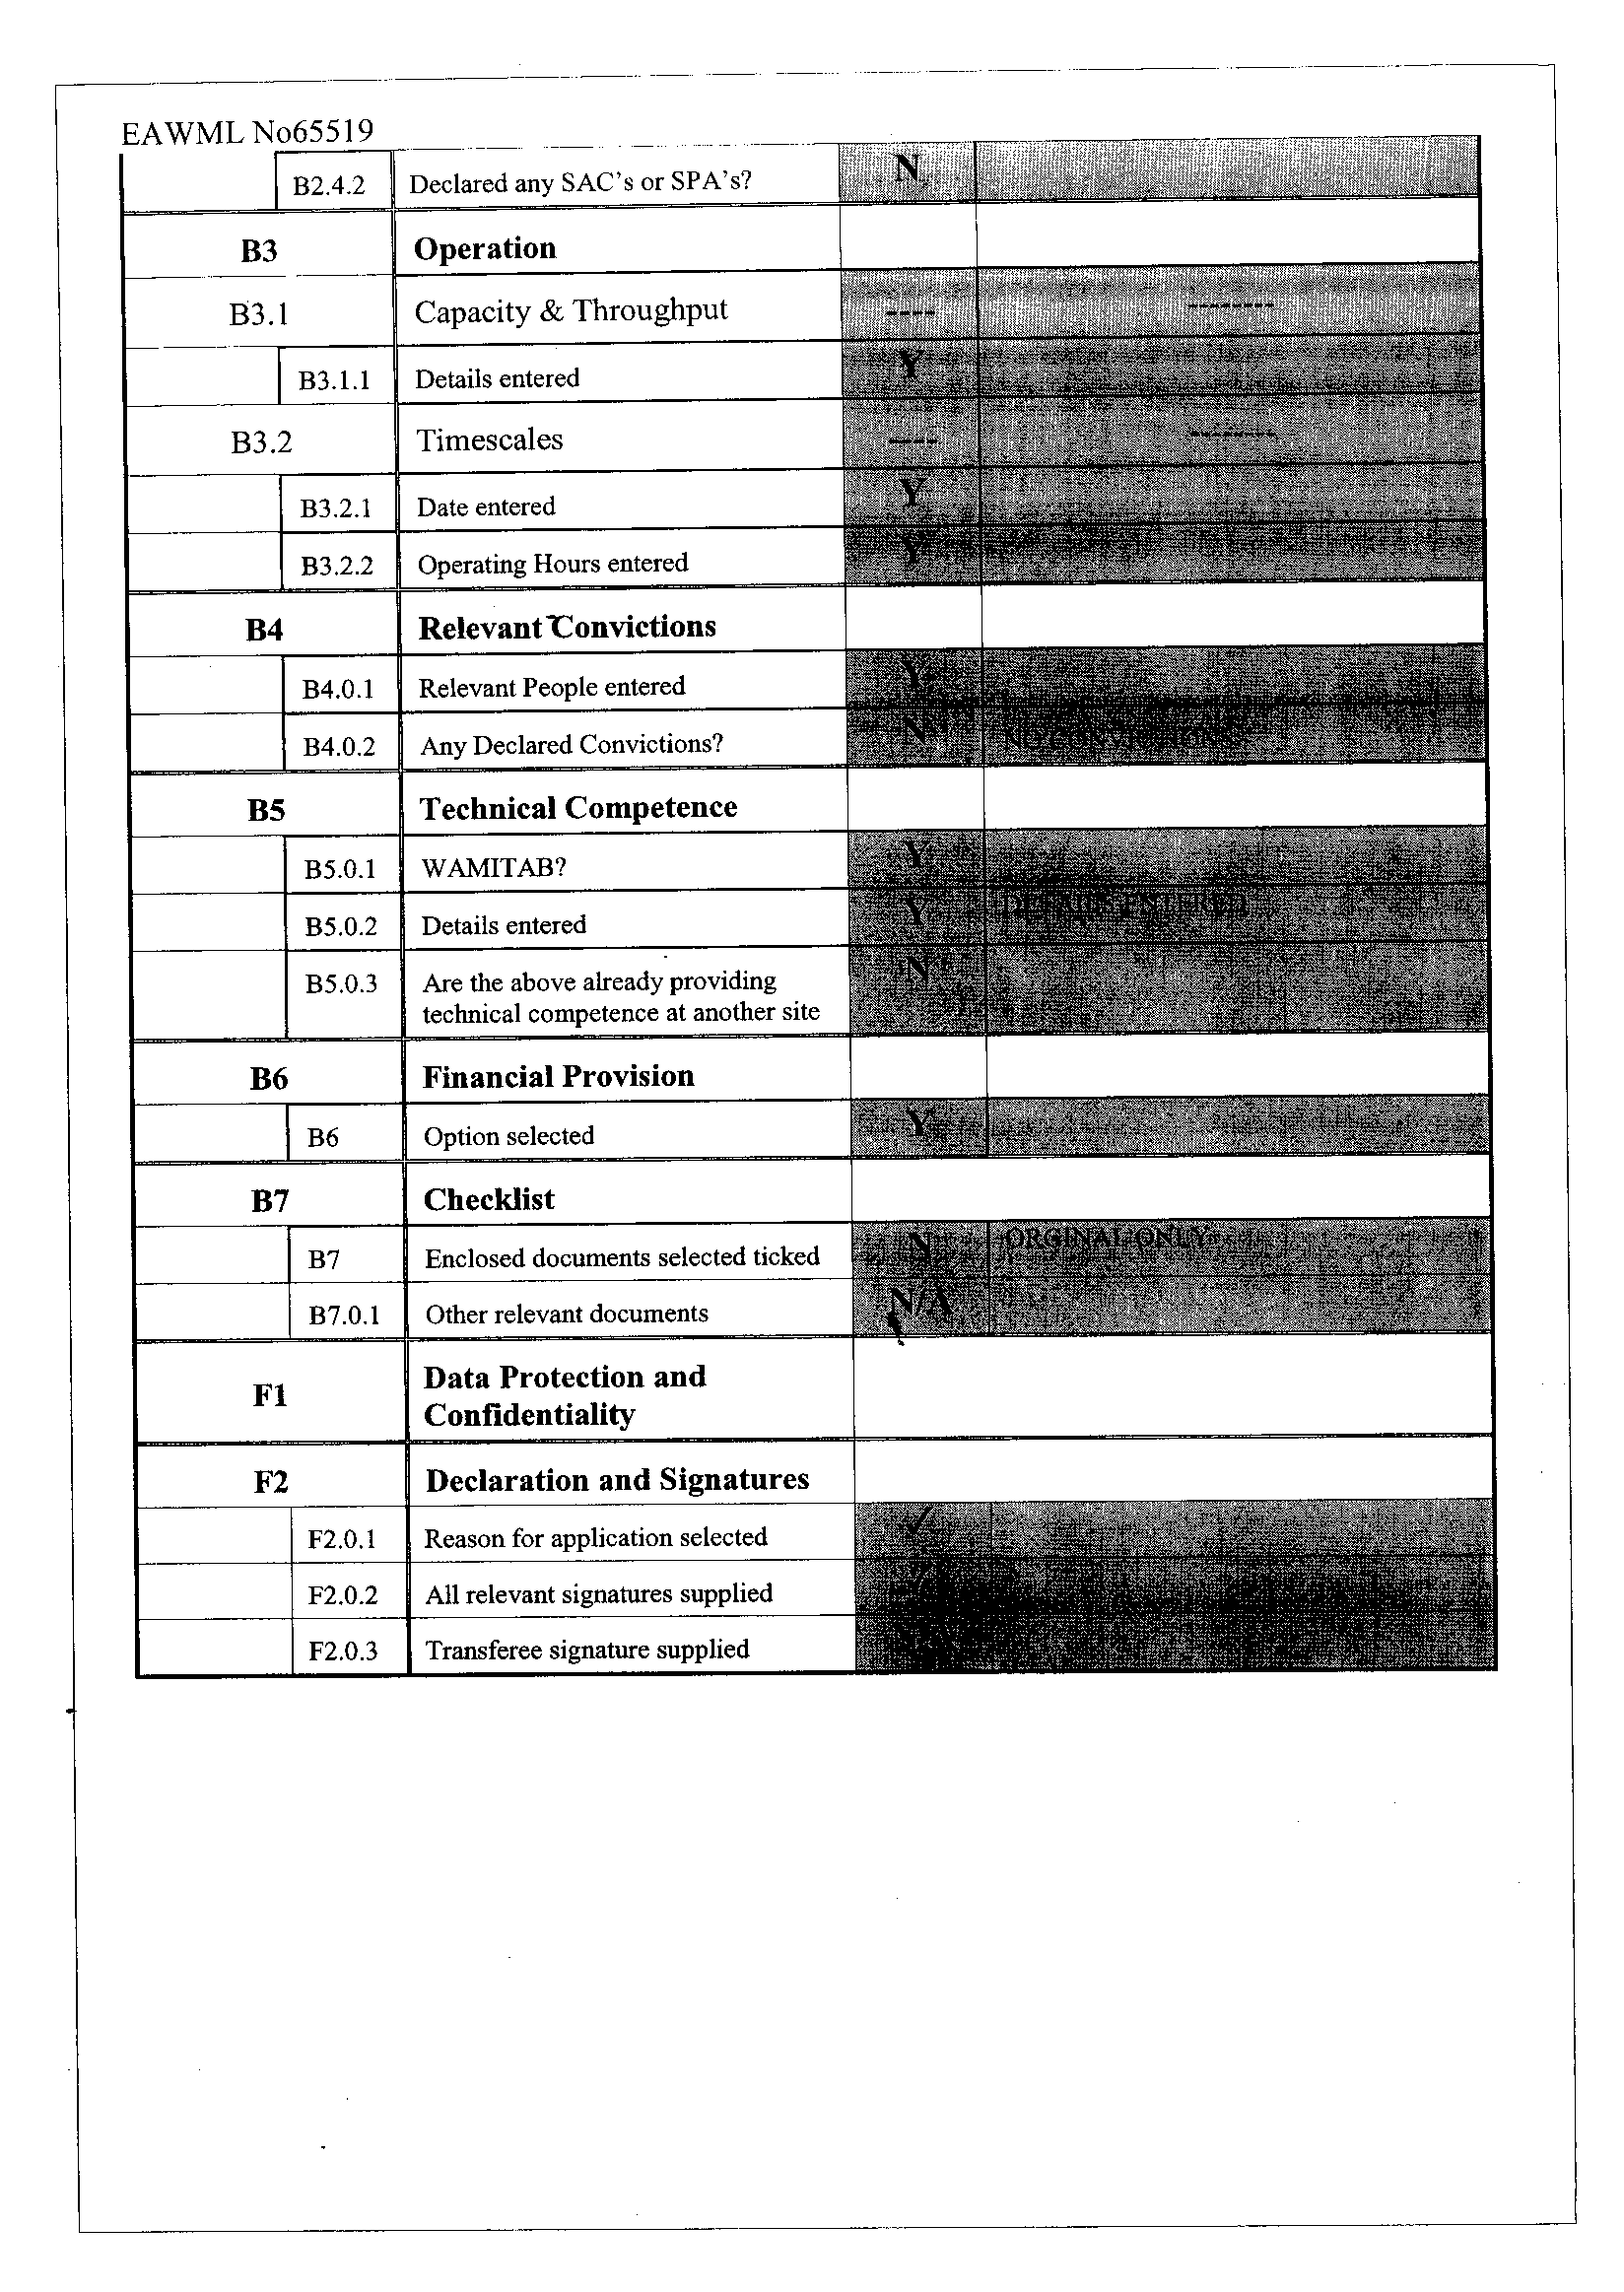 EAWML No65519
B2.4.2 Declared any SAC's or SPA's? N
B3 Operation
B3.1 Capacity & Throughput ---- --------
B3.1.1 Details entered Y
B3.2 Timescales ---- --------
B3.2.1 Date entered Y
B3.2.2 Operating Hours entered Y
B4 Relevant Convictions
B4.0.1 Relevant People entered Y
B4.0.2 Any Declared Convictions? N
B5 Technical Competence
B5.0.1 WAMITAB? Y
B5.0.2 Details entered Y DETAILS ENTERED
B5.0.3 Are the above already providing N
technical competence at another site
B6 Financial Provision
B6 Option selected Y
B7 Checklist
B7 Enclosed documents selected ticked N ORGINAL ONLY
B7.0.1 Other relevant documents N/A
F1 Data Protection and
Confidentiality
F2 Declaration and Signatures
F2.0.1 Reason for application selected ✓
F2.0.2 All relevant signatures supplied
F2.0.3 Transferee signature supplied